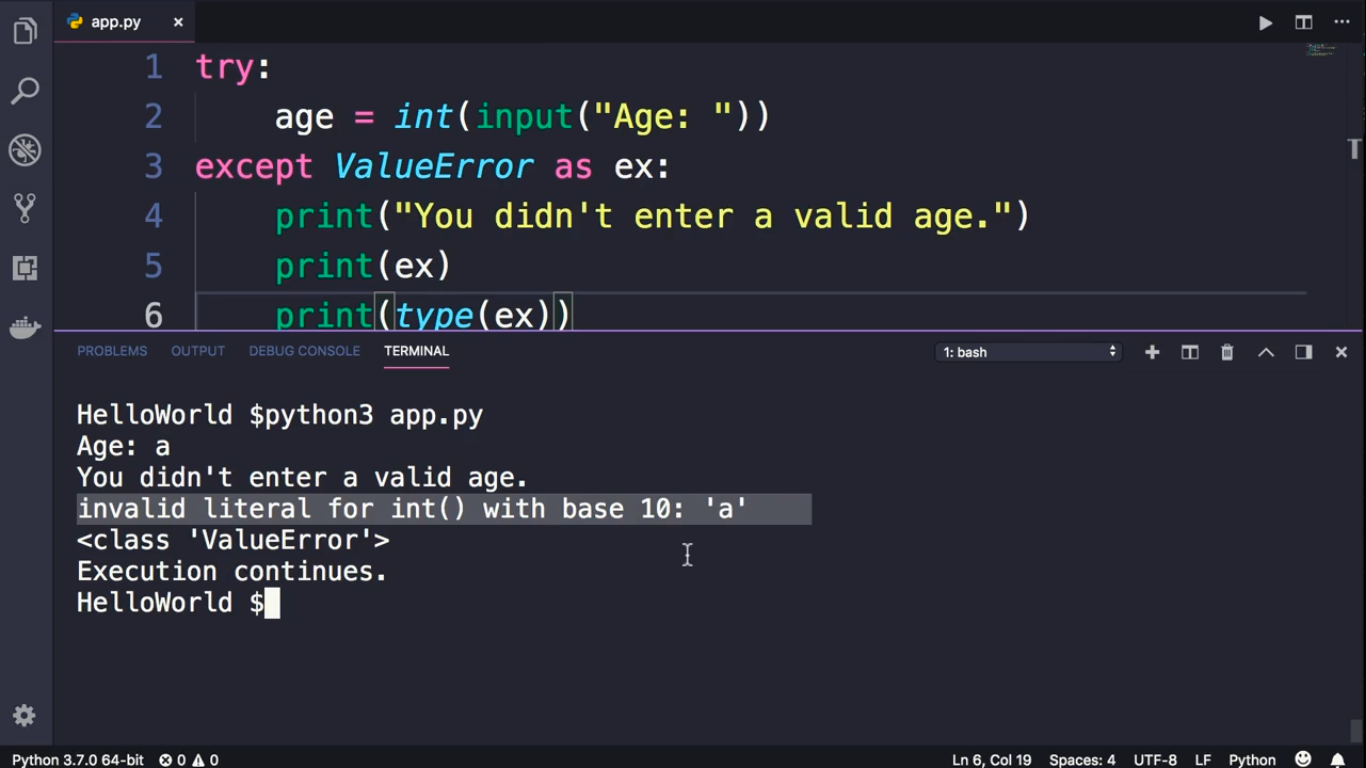 app.py
1 try:
2     age = int(input("Age: "))
3 except ValueError as ex:
4     print("You didn't enter a valid age.")
5     print(ex)
6     print(type(ex))
PROBLEMS OUTPUT DEBUG CONSOLE TERMINAL 1: bash
HelloWorld $python3 app.py
Age: a
You didn't enter a valid age.
invalid literal for int() with base 10: 'a'
<class 'ValueError'>
Execution continues.
HelloWorld $
Python 3.7.0 64-bit 0 0 Ln 6, Col 19 Spaces: 4 UTF-8 LF Python